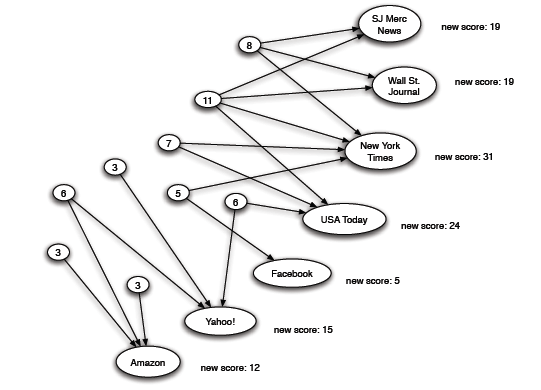 SJ Merc
News
new score: 19
8
Wall St.
Journal
new score: 19
11
7
New York
Times
new score: 31
3
6
5
6
USA Today
new score: 24
3
Facebook
new score: 5
3
Yahoo!
new score: 15
Amazon
new score: 12